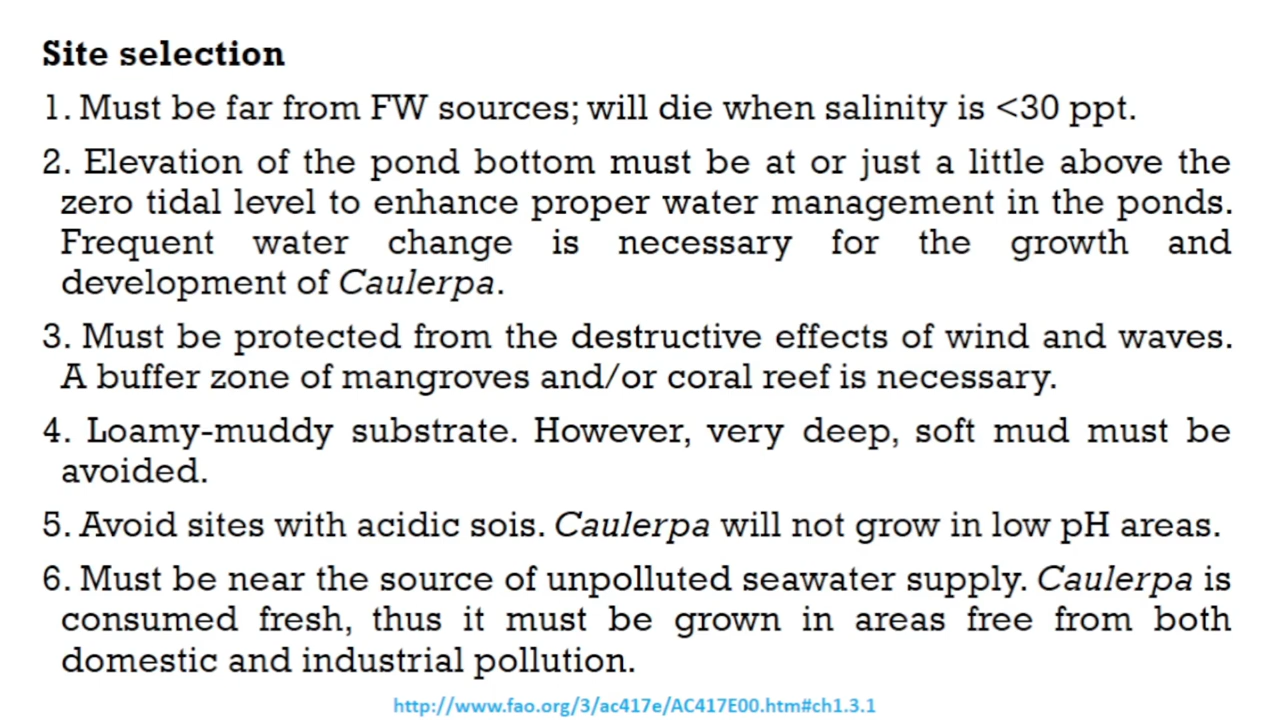 Site selection
1. Must be far from FW sources; will die when salinity is <30 ppt.
2. Elevation of the pond bottom must be at or just a little above the
zero tidal level to enhance proper water management in the ponds.
Frequent water change is necessary for the growth and
development of Caulerpa.
3. Must be protected from the destructive effects of wind and waves.
A buffer zone of mangroves and/or coral reef is necessary.
4. Loamy-muddy substrate. However, very deep, soft mud must be
avoided.
5. Avoid sites with acidic sois. Caulerpa will not grow in low pH areas.
6. Must be near the source of unpolluted seawater supply. Caulerpa is
consumed fresh, thus it must be grown in areas free from both
domestic and industrial pollution.
http://www.fao.org/3/ac417e/AC417E00.htm#ch1.3.1